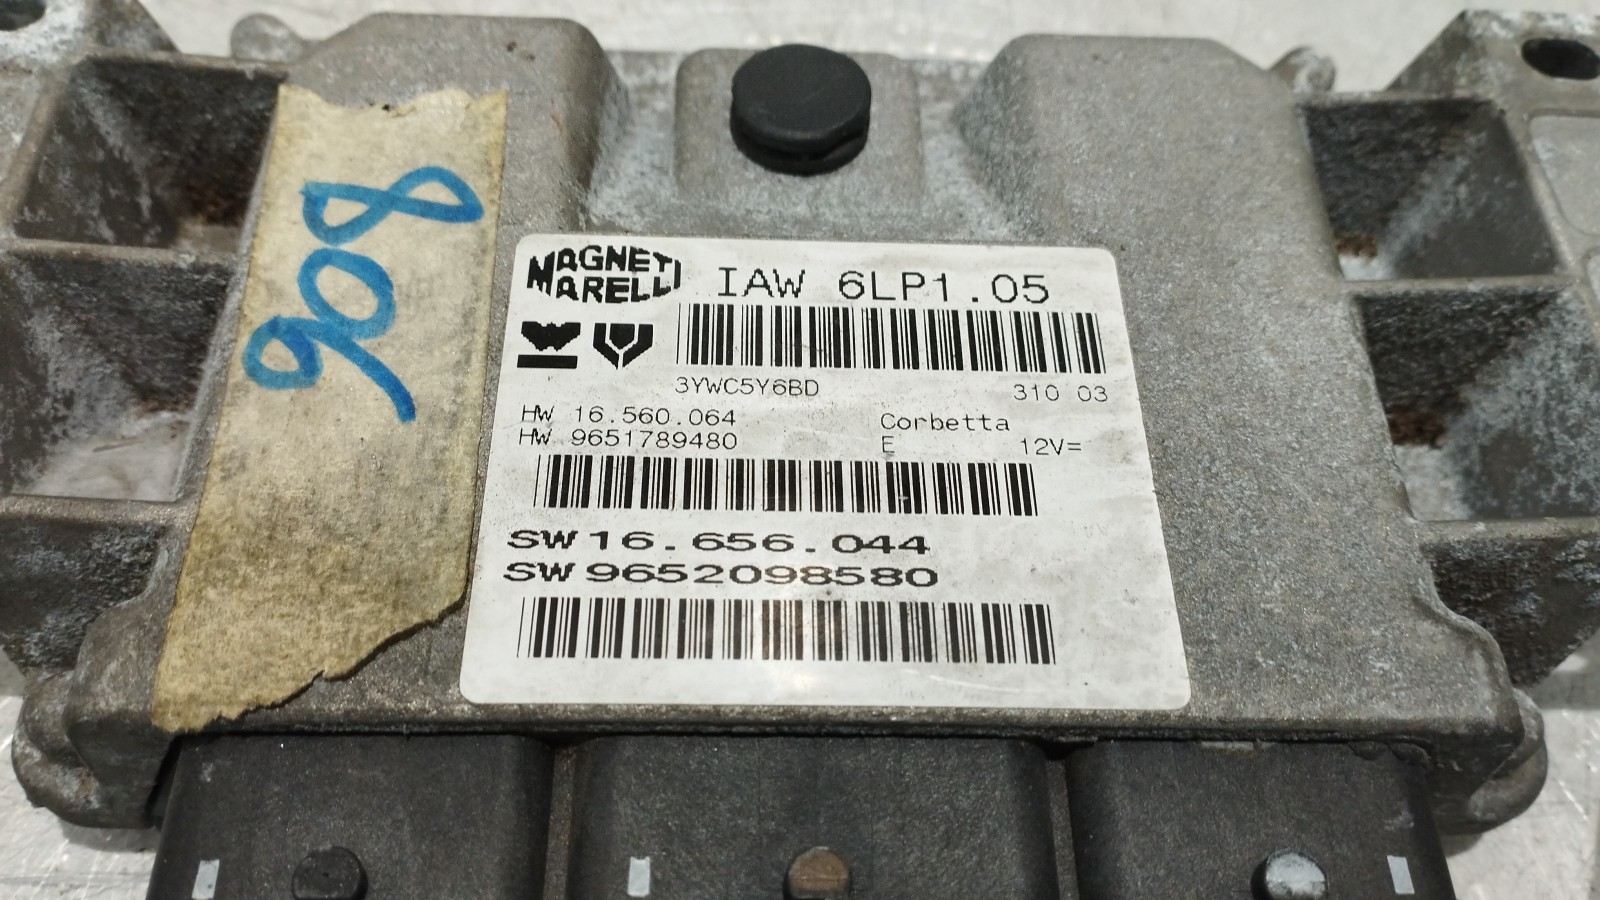 908
MAGNETI MARELLI
IAW 6LP1.05
3YWC5Y6BD 310 03
HW 16.560.064 Corbetta
HW 9651789480 E 12V=
SW 16.656.044
SW 9652098580